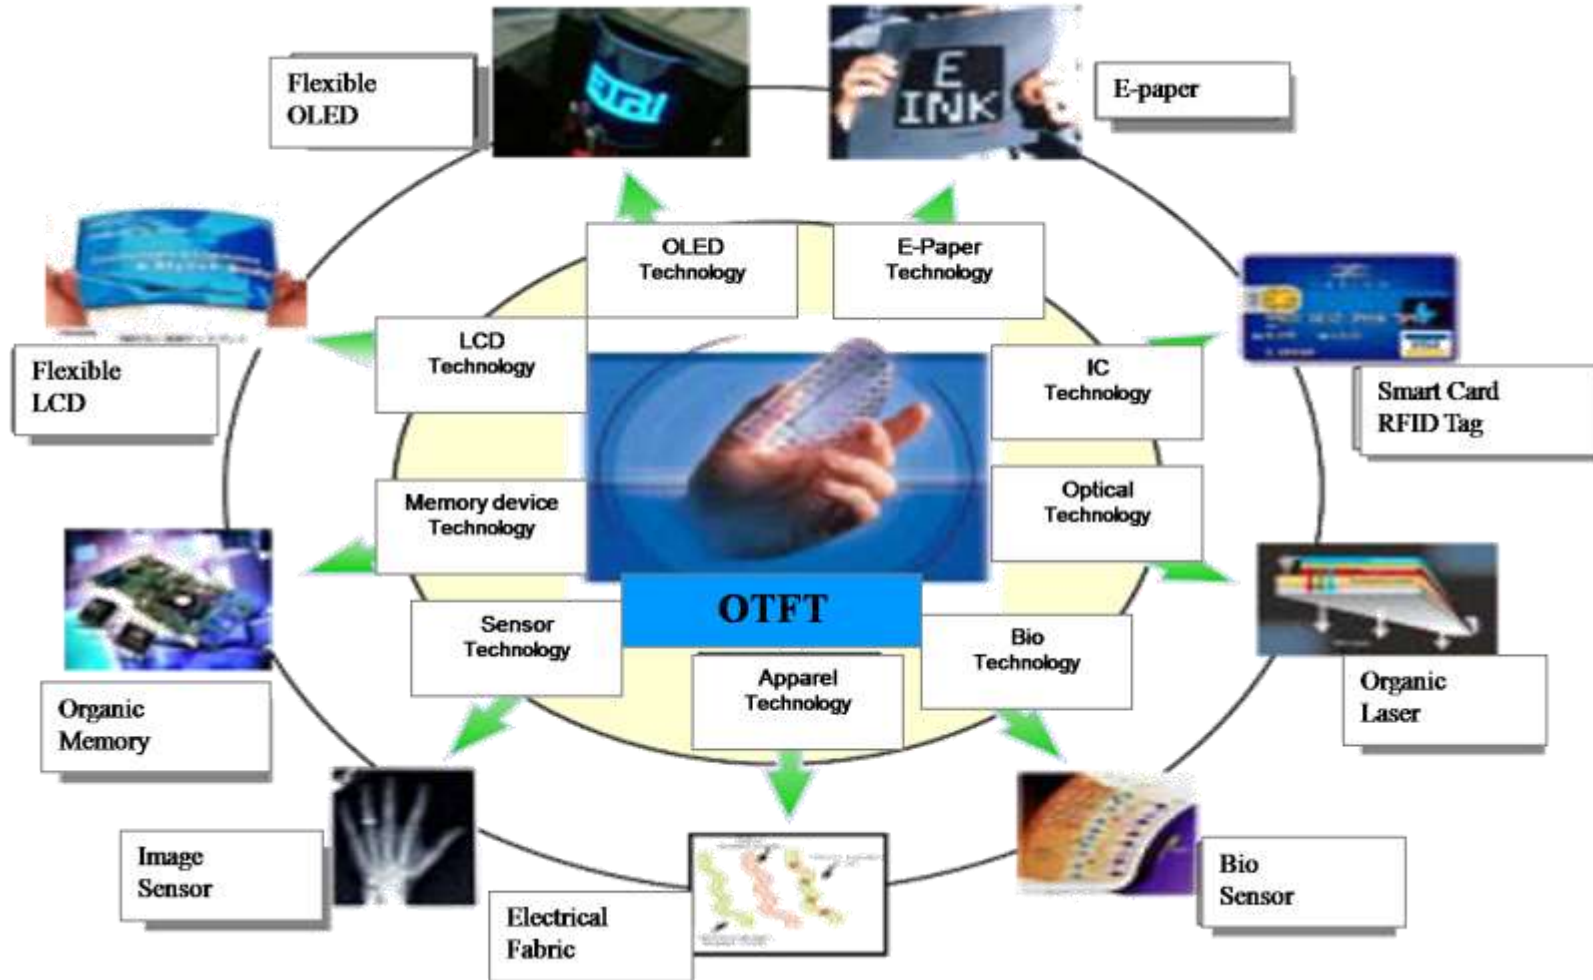 Flexible
OLED
ETRI
E
INK
E-paper
OLED
Technology
E-Paper
Technology
LCD
Technology
IC
Technology
Flexible
LCD
Smart Card
RFID Tag
Memory device
Technology
Optical
Technology
OTFT
Sensor
Technology
Bio
Technology
Apparel
Technology
Organic
Memory
Organic
Laser
Image
Sensor
Electrical
Fabric
Bio
Sensor